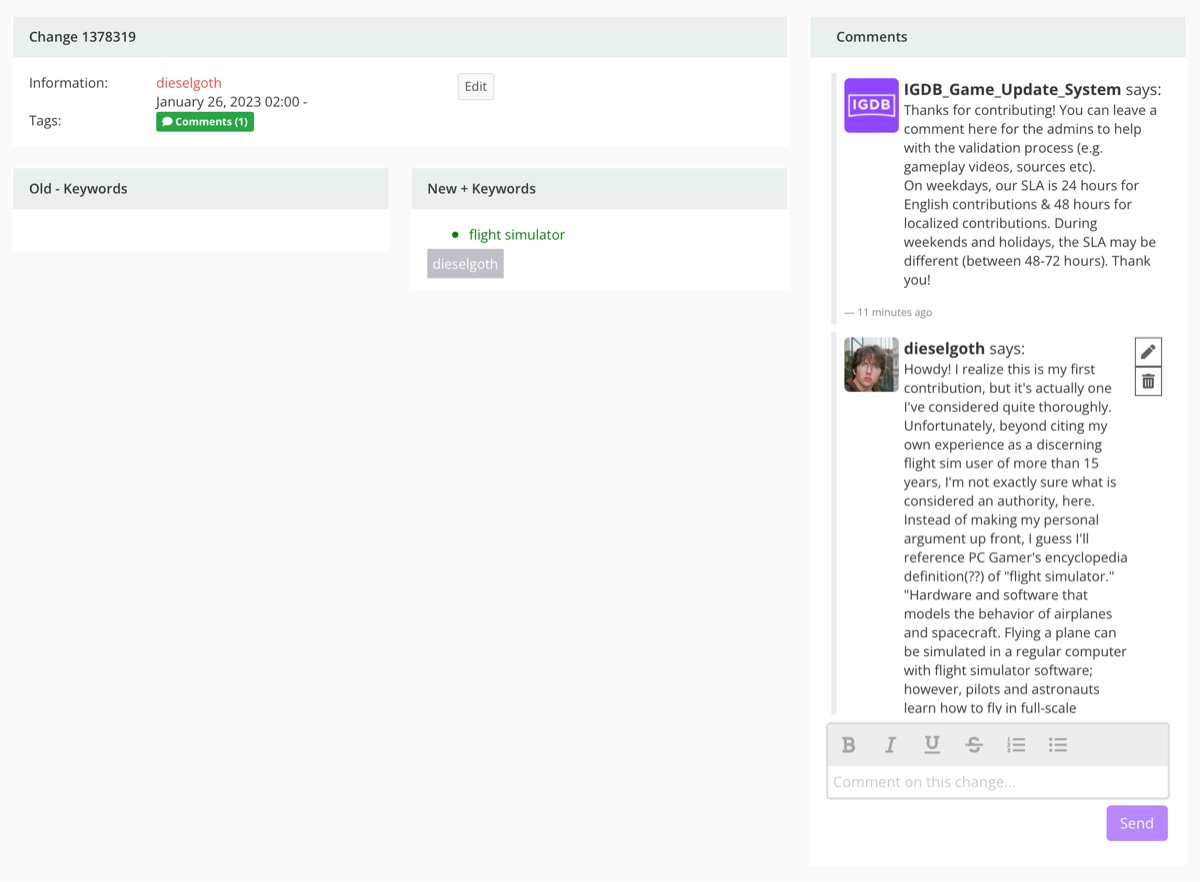 Change 1378319
Information:
dieselgoth
January 26, 2023 02:00 -
Edit
Tags:
Comments (1)
Old - Keywords
New + Keywords
flight simulator
dieselgoth
Comments
IGDB
IGDB_Game_Update_System says:
Thanks for contributing! You can leave a
comment here for the admins to help
with the validation process (e.g.
gameplay videos, sources etc).
On weekdays, our SLA is 24 hours for
English contributions & 48 hours for
localized contributions. During
weekends and holidays, the SLA may be
different (between 48-72 hours). Thank
you!
— 11 minutes ago
dieselgoth says:
Howdy! I realize this is my first
contribution, but it's actually one
I've considered quite thoroughly.
Unfortunately, beyond citing my
own experience as a discerning
flight sim user of more than 15
years, I'm not exactly sure what is
considered an authority, here.
Instead of making my personal
argument up front, I guess I'll
reference PC Gamer's encyclopedia
definition(??) of "flight simulator."
"Hardware and software that
models the behavior of airplanes
and spacecraft. Flying a plane can
be simulated in a regular computer
with flight simulator software;
however, pilots and astronauts
learn how to fly in full-scale
B I U S
Comment on this change...
Send